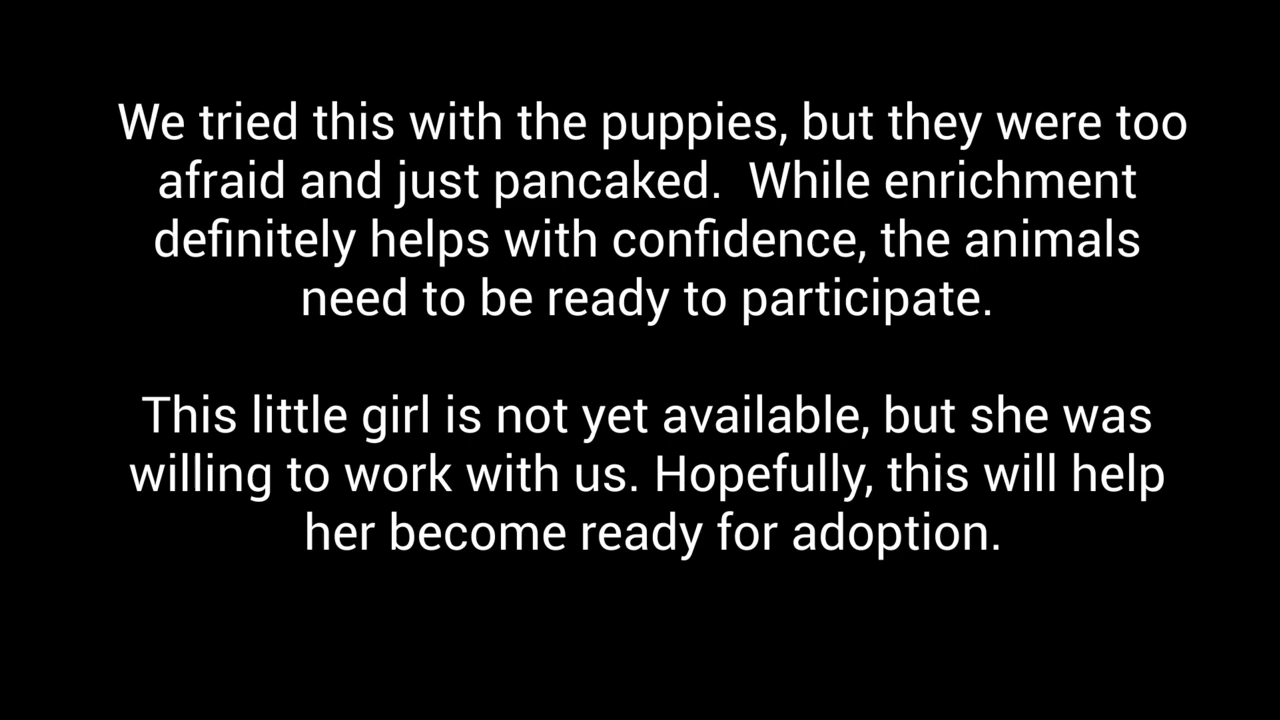 We tried this with the puppies, but they were too
afraid and just pancaked.  While enrichment
definitely helps with confidence, the animals
need to be ready to participate.
This little girl is not yet available, but she was
willing to work with us. Hopefully, this will help
her become ready for adoption.